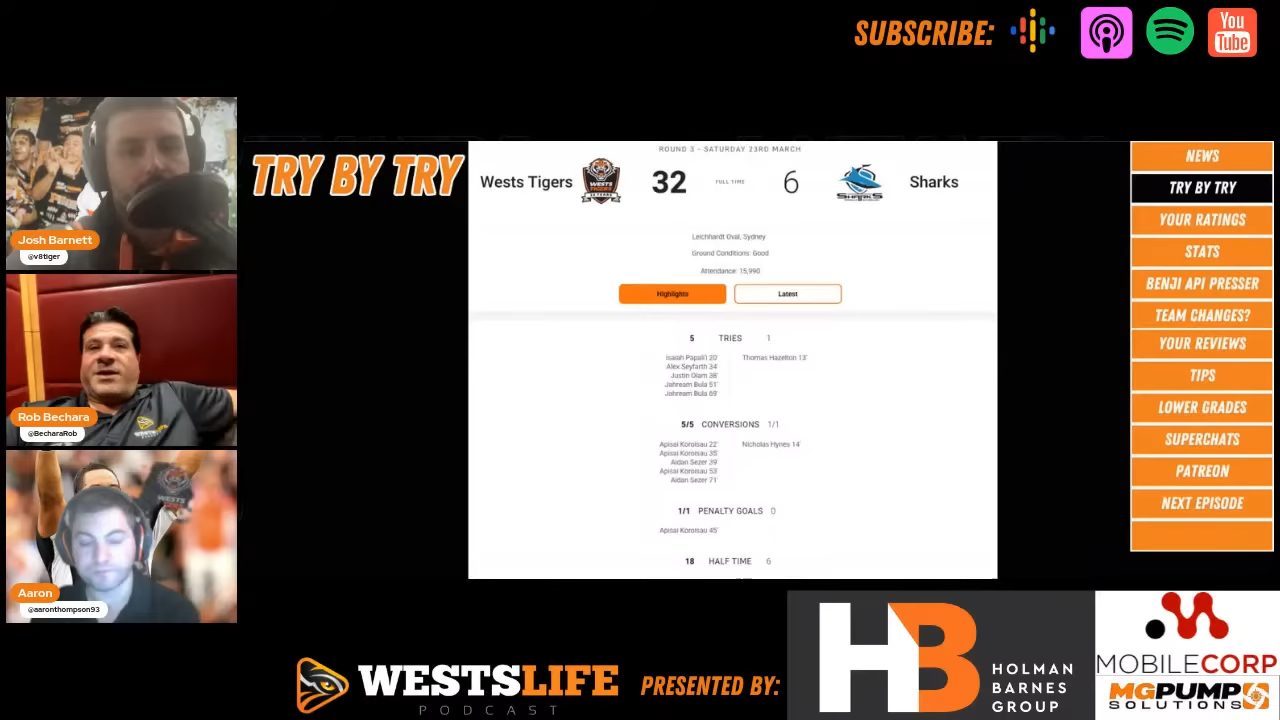 SUBSCRIBE:
You
Tube
Josh Barnett
@v8tiger
Rob Bechara
@BecharaRob
Aaron
@aaronthompson93
TRY BY TRY
ROUND 3 - SATURDAY 23RD MARCH
Wests Tigers
WESTS
TIGERS
32
FULL TIME
6
SHARKS
Sharks
Leichhardt Oval, Sydney
Ground Conditions: Good
Attendance: 15,990
Highlights
Latest
5 TRIES 1
Isaiah Papali'i 20' Thomas Hazelton 13'
Alex Seyfarth 34'
Justin Olam 38'
Jahream Bula 51'
Jahream Bula 69'
5/5 CONVERSIONS 1/1
Apisai Koroisau 22' Nicholas Hynes 14'
Apisai Koroisau 35'
Aidan Sezer 39'
Apisai Koroisau 53'
Aidan Sezer 71'
1/1 PENALTY GOALS 0
Apisai Koroisau 45'
18 HALF TIME 6
NEWS
TRY BY TRY
YOUR RATINGS
STATS
BENJI API PRESSER
TEAM CHANGES?
YOUR REVIEWS
TIPS
LOWER GRADES
SUPERCHATS
PATREON
NEXT EPISODE
WESTSLIFE
PODCAST
PRESENTED BY:
HB
HOLMAN
BARNES
GROUP
MOBILECORP
MGPUMP
SOLUTIONS